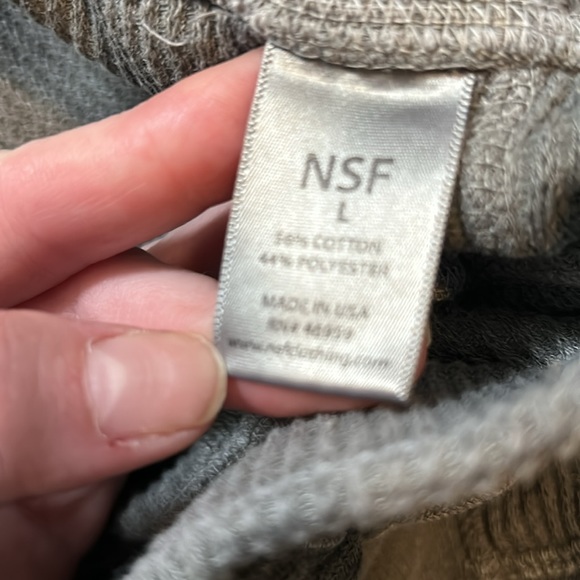 NSF
L
56% COTTON
44% POLYESTER
MADE IN USA
RN# 46959
www.nsfclothing.com